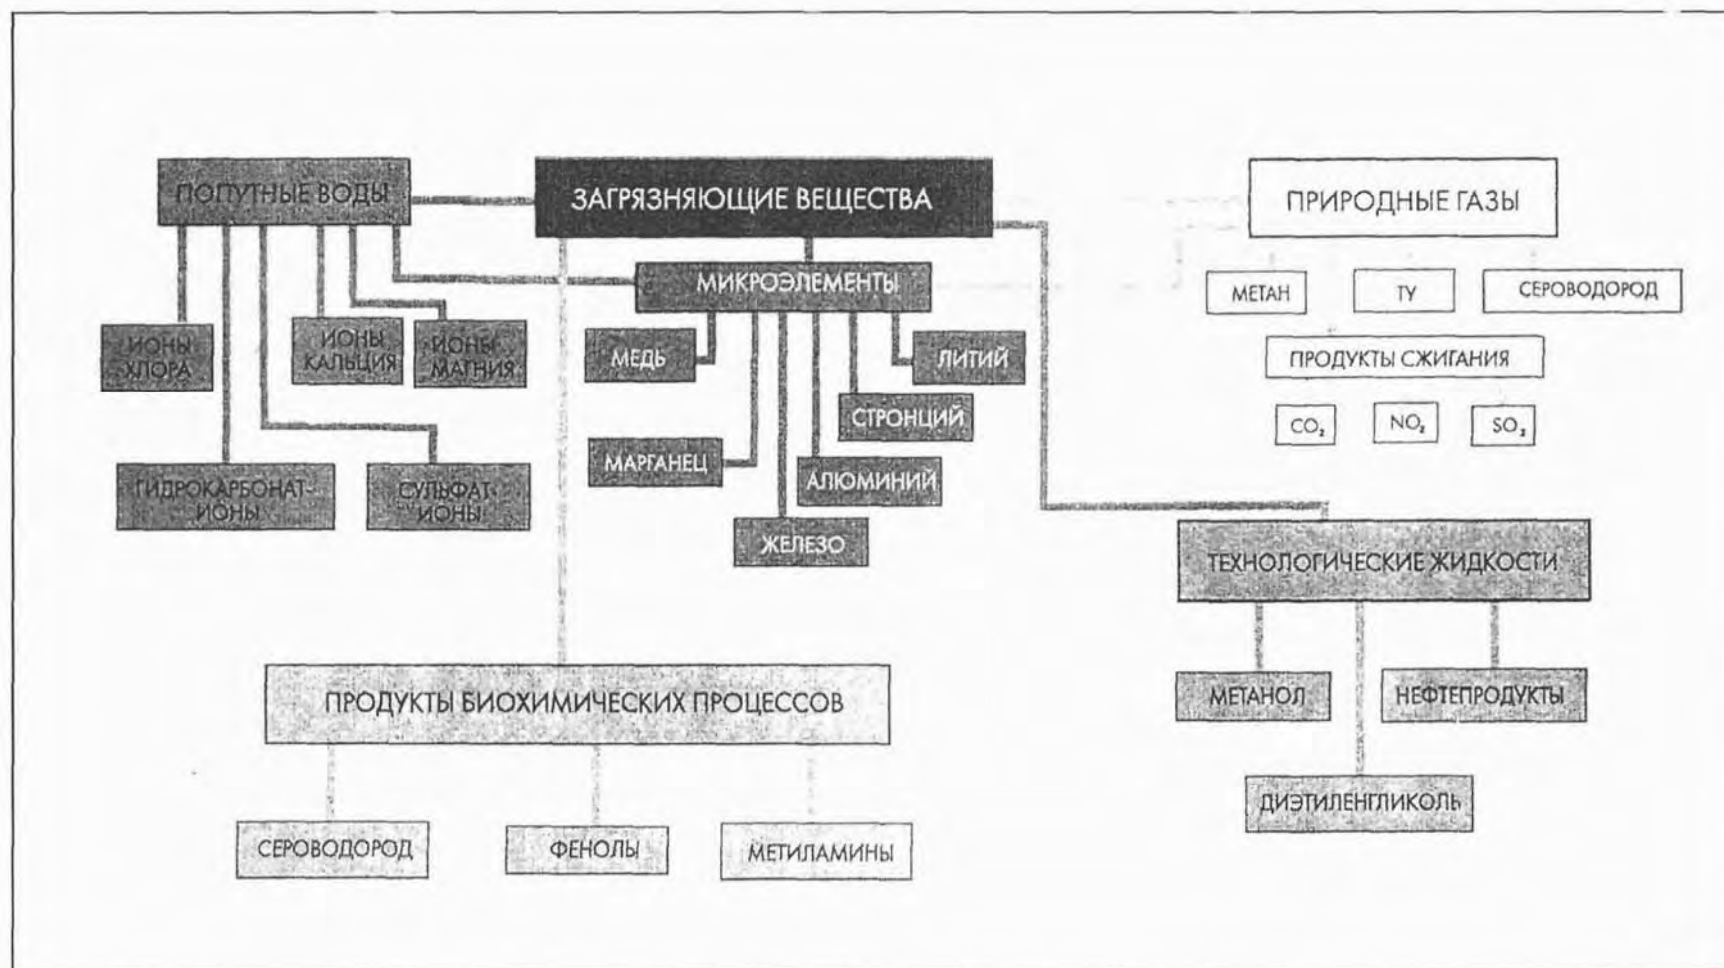 ПОПУТНЫЕ ВОДЫ
ЗАГРЯЗНЯЮЩИЕ ВЕЩЕСТВА
ПРИРОДНЫЕ ГАЗЫ
МИКРОЭЛЕМЕНТЫ
МЕТАН
ТУ
СЕРОВОДОРОД
ИОНЫ
ХЛОРА
ИОНЫ
КАЛЬЦИЯ
ИОНЫ
МАГНИЯ
МЕДЬ
ЛИТИЙ
ПРОДУКТЫ СЖИГАНИЯ
СТРОНЦИЙ
CO₂
NO₂
SO₂
МАРГАНЕЦ
АЛЮМИНИЙ
ГИДРОКАРБОНАТ-
ИОНЫ
СУЛЬФАТ-
ИОНЫ
ЖЕЛЕЗО
ТЕХНОЛОГИЧЕСКИЕ ЖИДКОСТИ
ПРОДУКТЫ БИОХИМИЧЕСКИХ ПРОЦЕССОВ
МЕТАНОЛ
НЕФТЕПРОДУКТЫ
ДИЭТИЛЕНГЛИКОЛЬ
СЕРОВОДОРОД
ФЕНОЛЫ
МЕТИЛАМИНЫ